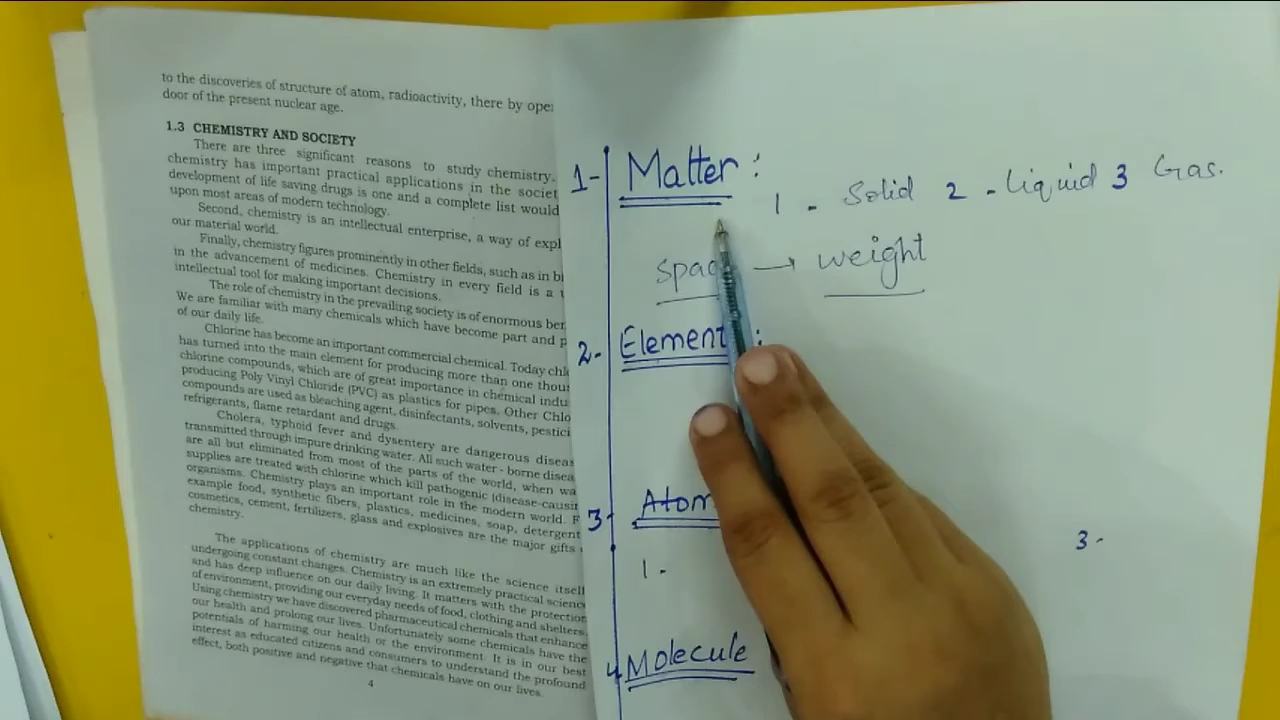 to the discoveries of structure of atom, radioactivity, there by ope
door of the present nuclear age.
1.3 CHEMISTRY AND SOCIETY
There are three significant reasons to study chemistry.
chemistry has important practical applications in the societ
development of life saving drugs is one and a complete list would
upon most areas of modern technology.
Second, chemistry is an intellectual enterprise, a way of expl
our material world.
Finally, chemistry figures prominently in other fields, such as in bi
in the advancement of medicines. Chemistry in every field is a
intellectual tool for making important decisions.
The role of chemistry in the prevailing society is of enormous ben
We are familiar with many chemicals which have become part and p
of our daily life.
Chlorine has become an important commercial chemical. Today chl
has turned into the main element for producing more than one thou
chlorine compounds, which are of great importance in chemical indu
producing Poly Vinyl Chloride (PVC) as plastics for pipes. Other Chlo
compounds are used as bleaching agent, disinfectants, solvents, pestici
refrigerants, flame retardant and drugs.
Cholera, typhoid fever and dysentery are dangerous diseas
transmitted through impure drinking water. All such water - borne disea
are all but eliminated from most of the parts of the world, when wa
supplies are treated with chlorine which kill pathogenic (disease-causin
organisms. Chemistry plays an important role in the modern world. F
example food, synthetic fibers, plastics, medicines, soap, detergent
cosmetics, cement, fertilizers, glass and explosives are the major gifts
chemistry.
The applications of chemistry are much like the science itself
undergoing constant changes. Chemistry is an extremely practical science
and has deep influence on our daily living. It matters with the protection
of environment, providing our everyday needs of food, clothing and shelters.
Using chemistry we have discovered pharmaceutical chemicals that enhance
our health and prolong our lives. Unfortunately some chemicals have the
potentials of harming our health or the environment. It is in our best
interest as educated citizens and consumers to understand the profound
effect, both positive and negative that chemicals have on our lives.
4
1- Matter :
1 - Solid 2 - Liquid 3 Gas.
Spac → weight
2- Element :
3- Atom
3-
1-
4 Molecule